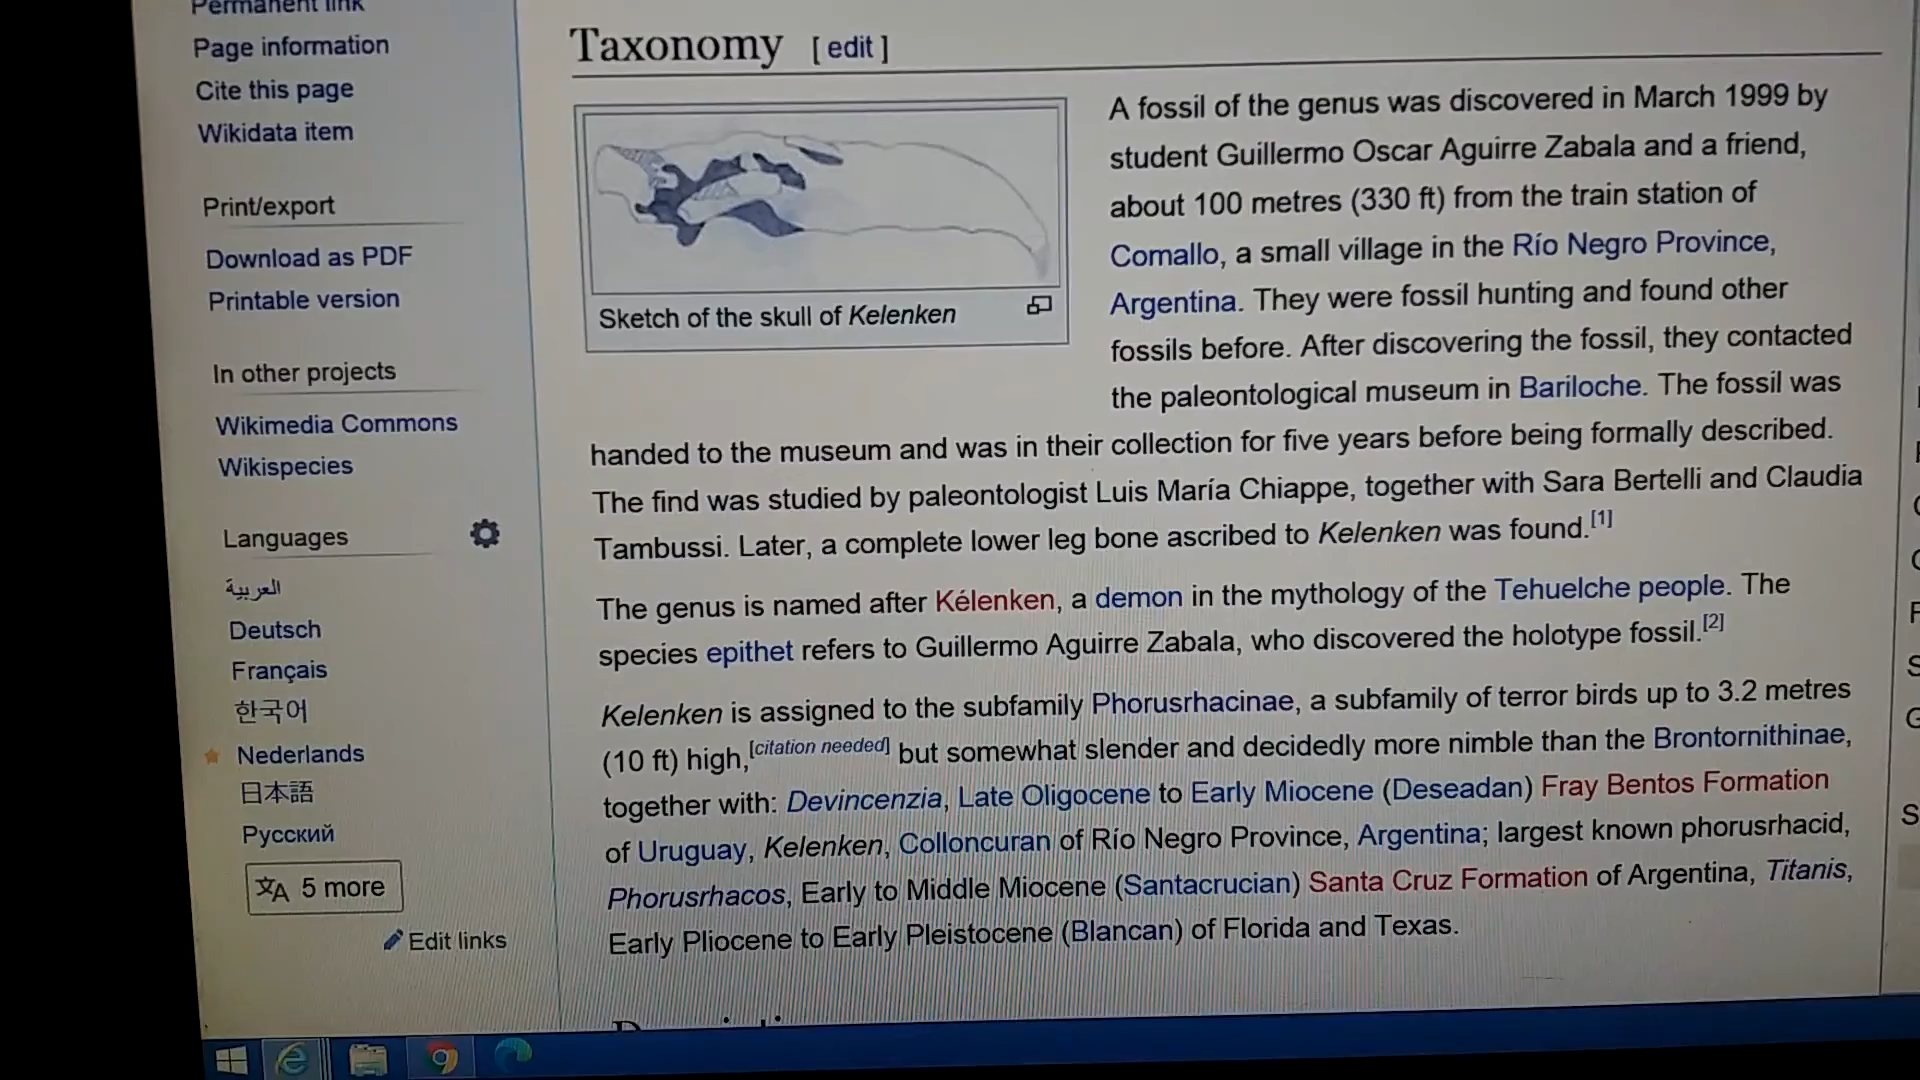 Permanent link
Page information
Cite this page
Wikidata item
Print/export
Download as PDF
Printable version
In other projects
Wikimedia Commons
Wikispecies
Languages
العربية
Deutsch
Français
한국어
Nederlands
日本語
Русский
5 more
Edit links
Taxonomy [ edit ]
Sketch of the skull of Kelenken
A fossil of the genus was discovered in March 1999 by
student Guillermo Oscar Aguirre Zabala and a friend,
about 100 metres (330 ft) from the train station of
Comallo, a small village in the Río Negro Province,
Argentina. They were fossil hunting and found other
fossils before. After discovering the fossil, they contacted
the paleontological museum in Bariloche. The fossil was
handed to the museum and was in their collection for five years before being formally described.
The find was studied by paleontologist Luis María Chiappe, together with Sara Bertelli and Claudia
Tambussi. Later, a complete lower leg bone ascribed to Kelenken was found.[1]
The genus is named after Kélenken, a demon in the mythology of the Tehuelche people. The
species epithet refers to Guillermo Aguirre Zabala, who discovered the holotype fossil.[2]
Kelenken is assigned to the subfamily Phorusrhacinae, a subfamily of terror birds up to 3.2 metres
(10 ft) high,[citation needed] but somewhat slender and decidedly more nimble than the Brontornithinae,
together with: Devincenzia, Late Oligocene to Early Miocene (Deseadan) Fray Bentos Formation
of Uruguay, Kelenken, Colloncuran of Río Negro Province, Argentina; largest known phorusrhacid,
Phorusrhacos, Early to Middle Miocene (Santacrucian) Santa Cruz Formation of Argentina, Titanis,
Early Pliocene to Early Pleistocene (Blancan) of Florida and Texas.